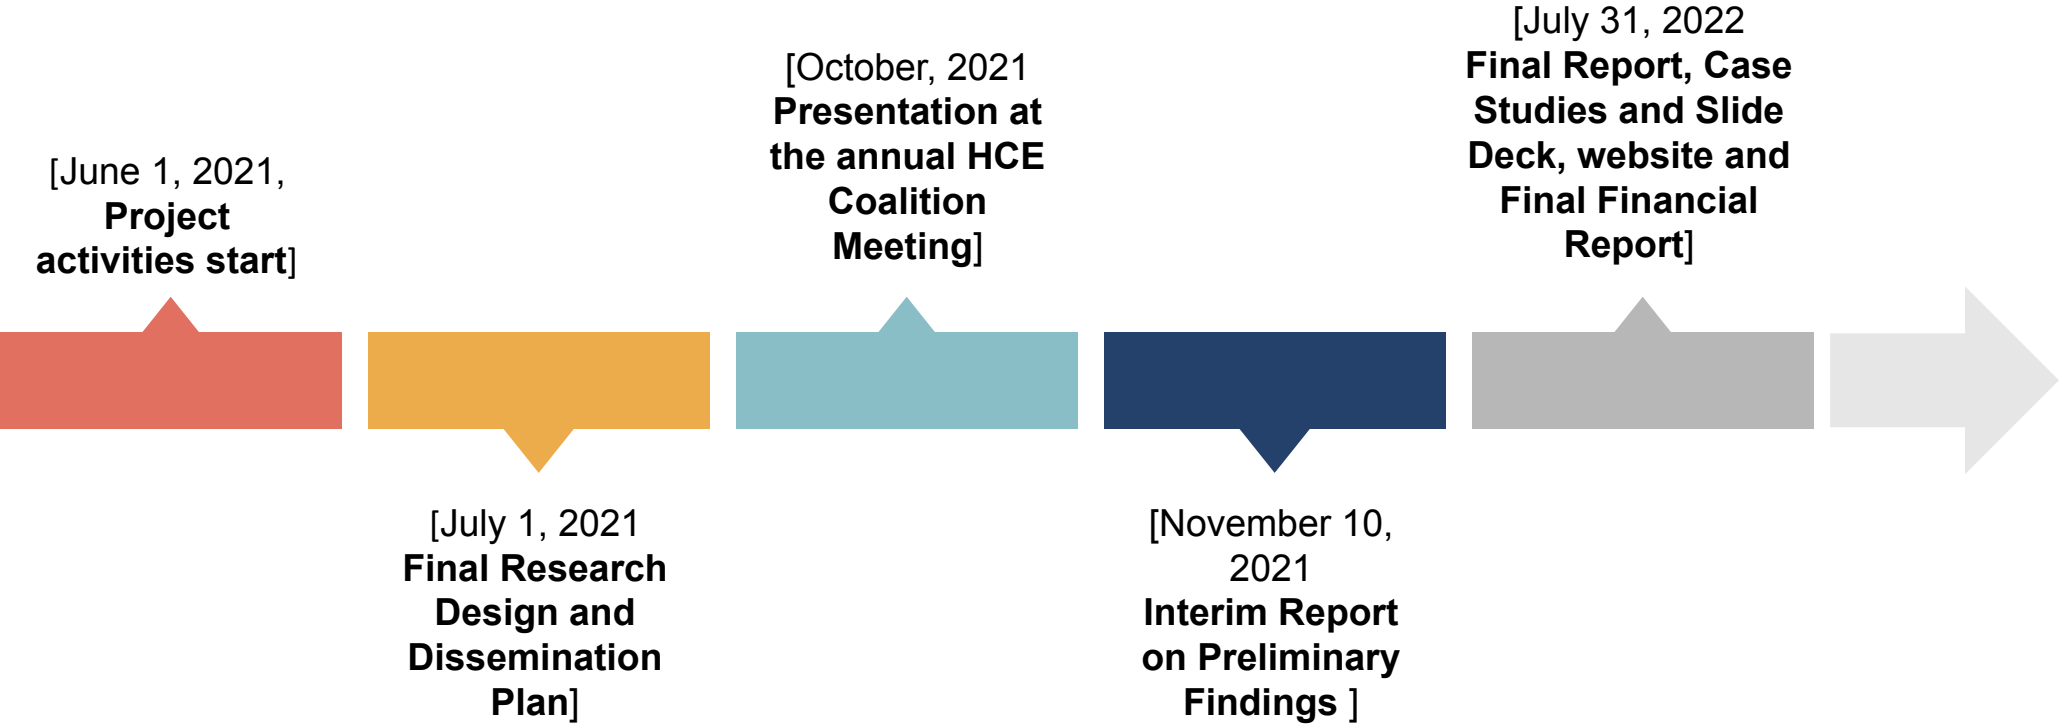 [June 1, 2021,
Project
activities start]
[July 1, 2021
Final Research
Design and
Dissemination
Plan]
[October, 2021
Presentation at
the annual HCE
Coalition
Meeting]
[November 10,
2021
Interim Report
on Preliminary
Findings ]
[July 31, 2022
Final Report, Case
Studies and Slide
Deck, website and
Final Financial
Report]